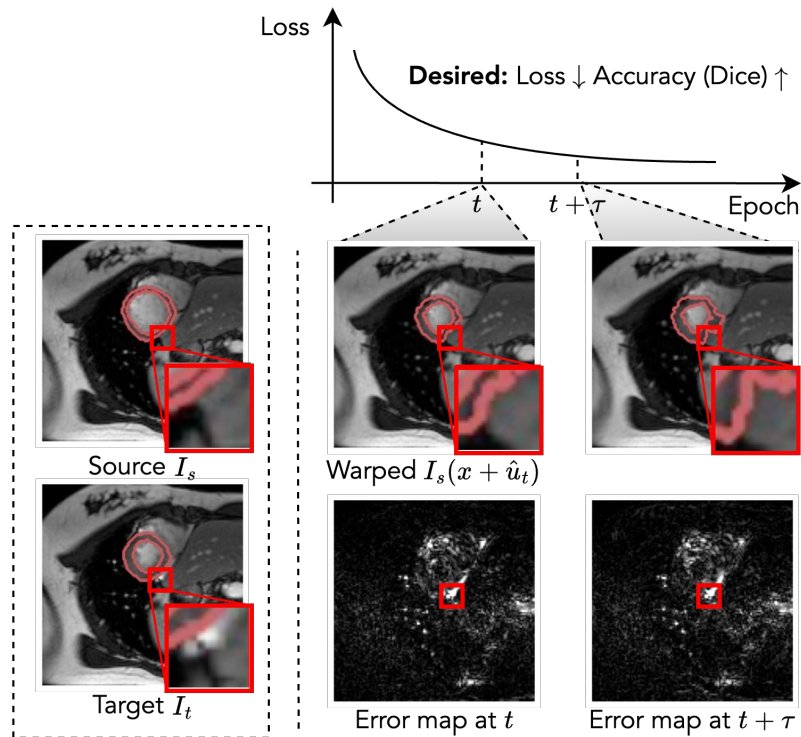 Loss
Desired: Loss ↓ Accuracy (Dice) ↑
t
t + τ
Epoch
Source I_s
Warped I_s(x + û_t)
Target I_t
Error map at t
Error map at t + τ